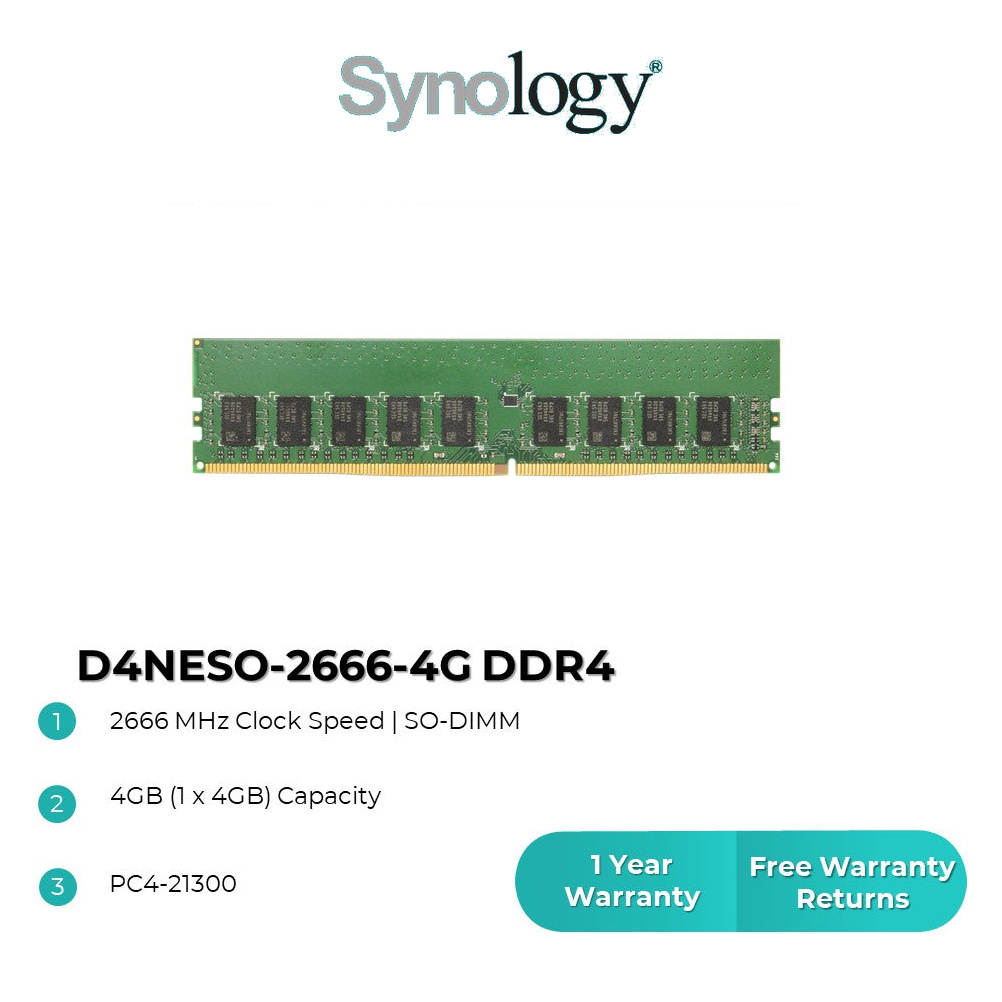 Synology®
D4NESO-2666-4G DDR4
1 2666 MHz Clock Speed | SO-DIMM
2 4GB (1 x 4GB) Capacity
3 PC4-21300
1 Year
Warranty
Free Warranty
Returns